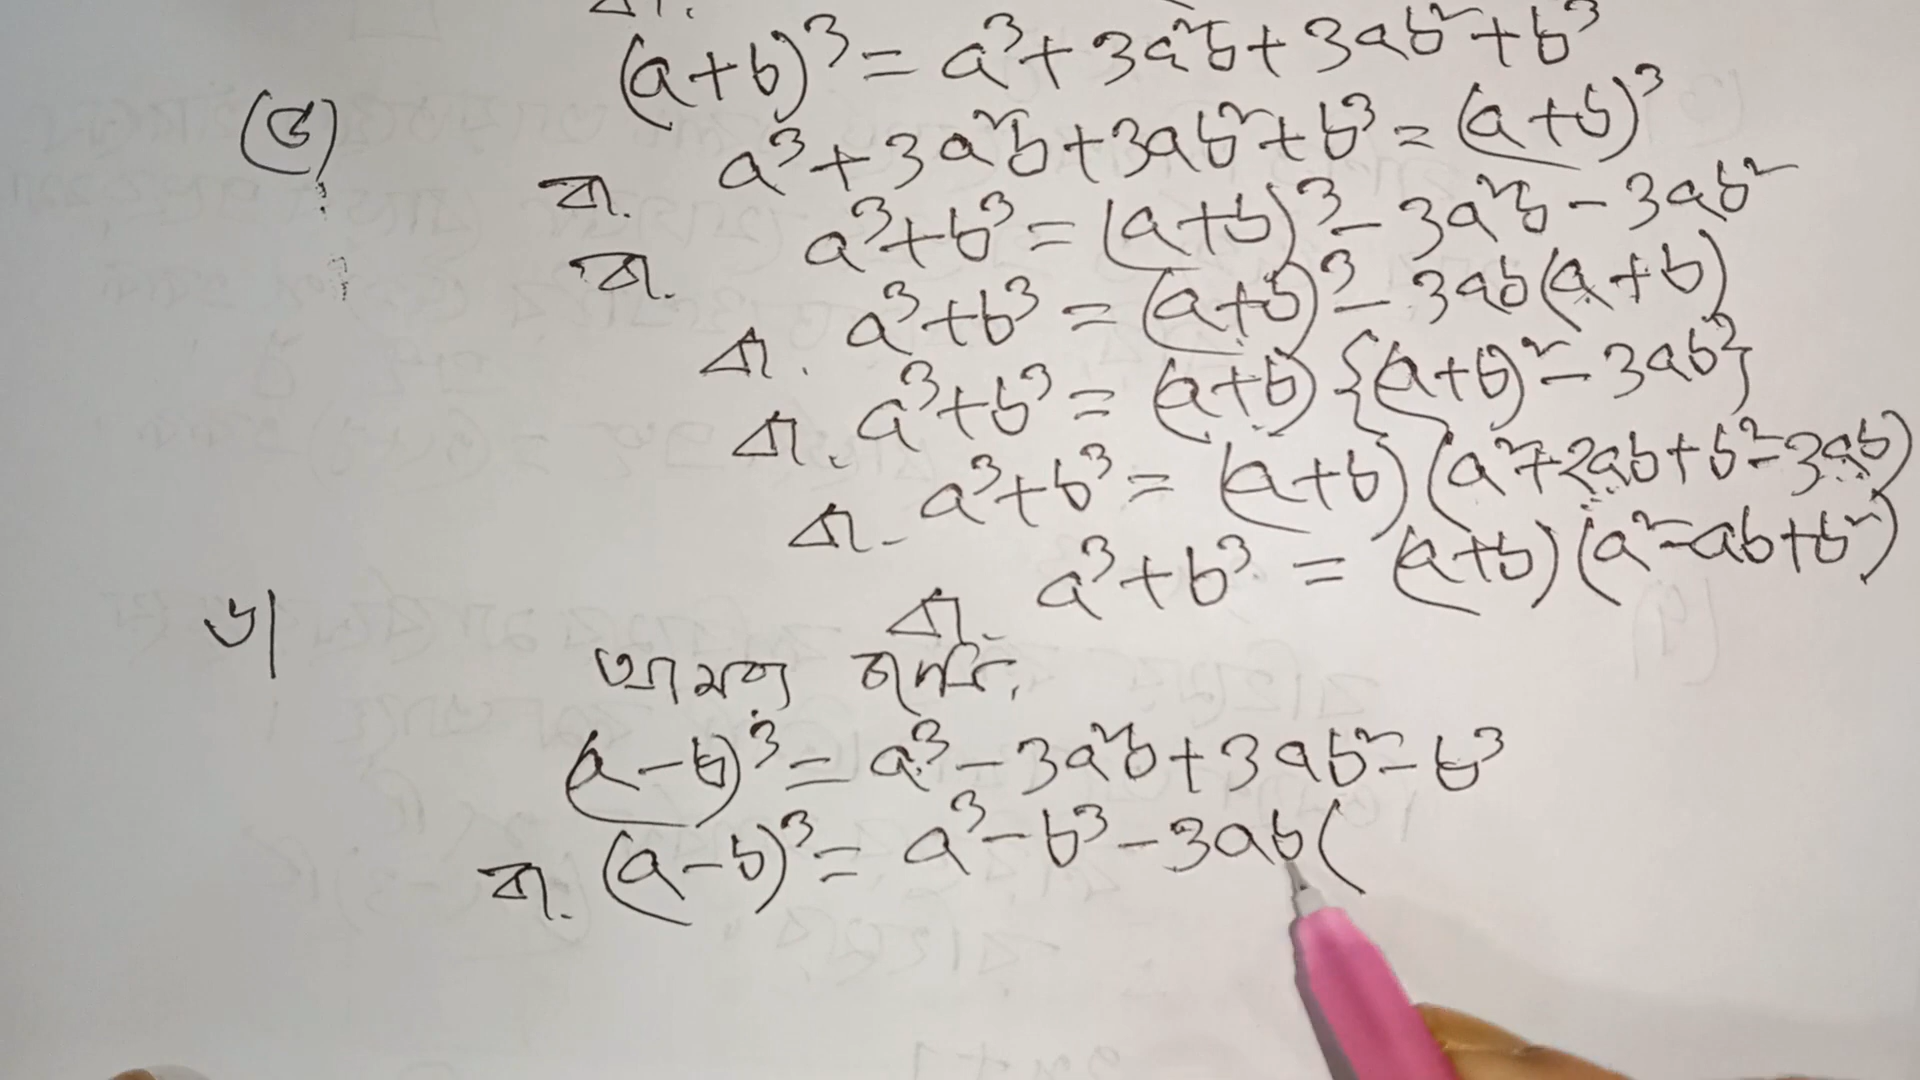 বা.
(a+b)³ = a³+3a²b+3ab²+b³
(ঙ)
বা. a³+3a²b+3ab²+b³ = (a+b)³
বা. a³+b³ = (a+b)³-3a²b-3ab²
বা. a³+b³ = (a+b)³-3ab(a+b)
বা. a³+b³ = (a+b){(a+b)²-3ab}
বা. a³+b³ = (a+b)(a²+2ab+b²-3ab)
বা. a³+b³ = (a+b)(a²-ab+b²)
৬|
আমরা জানি,
(a-b)³ = a³-3a²b+3ab²-b³
বা. (a-b)³ = a³-b³-3ab(